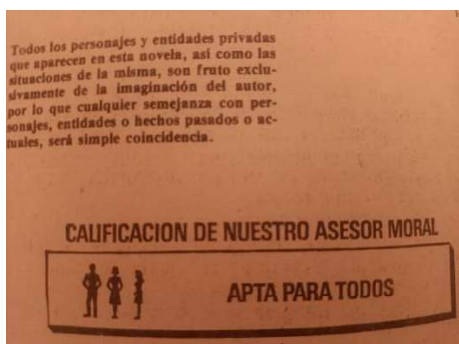 Todos los personajes y entidades privadas
que aparecen en esta novela, así como las
situaciones de la misma, son fruto exclu-
sivamente de la imaginación del autor,
por lo que cualquier semejanza con per-
sonajes, entidades o hechos pasados o ac-
tuales, será simple coincidencia.
CALIFICACION DE NUESTRO ASESOR MORAL
APTA PARA TODOS